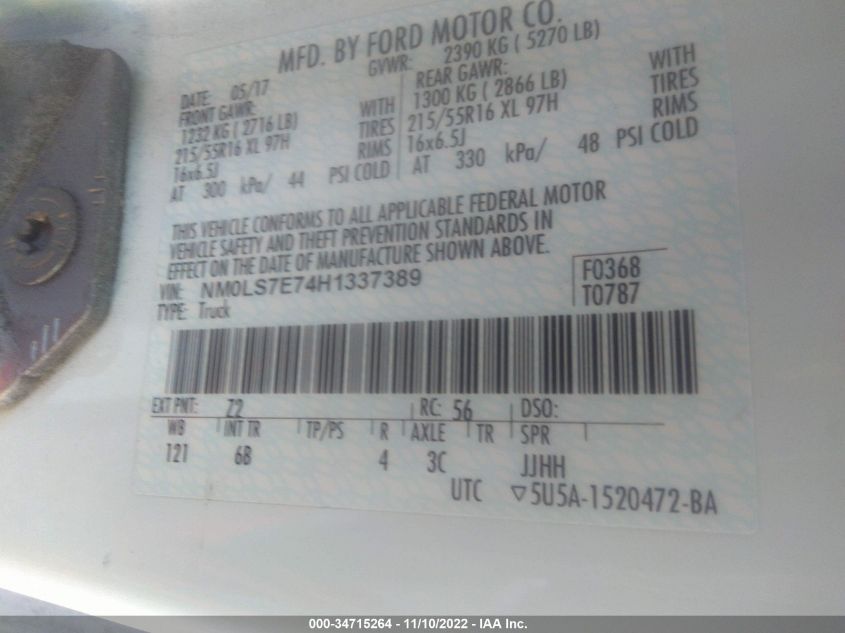 MFD. BY FORD MOTOR CO.
DATE: 05/17 GVWR: 2390 KG ( 5270 LB)
FRONT GAWR: REAR GAWR:
1232 KG ( 2716 LB) WITH 1300 KG ( 2866 LB) WITH
215/55R16 XL 97H TIRES 215/55R16 XL 97H TIRES
16x6.5J RIMS 16x6.5J RIMS
AT 300 kPa/ 44 PSI COLD AT 330 kPa/ 48 PSI COLD
THIS VEHICLE CONFORMS TO ALL APPLICABLE FEDERAL MOTOR
VEHICLE SAFETY AND THEFT PREVENTION STANDARDS IN
EFFECT ON THE DATE OF MANUFACTURE SHOWN ABOVE.
VIN: NM0LS7E74H1337389 F0368
TYPE: Truck T0787
EXT PNT: Z2 RC: 56 DSO:
WB INT TR TP/PS R AXLE TR SPR
121 6B 4 3C JJHH
UTC ▽5U5A-1520472-BA
000-34715264 - 11/10/2022 - IAA Inc.